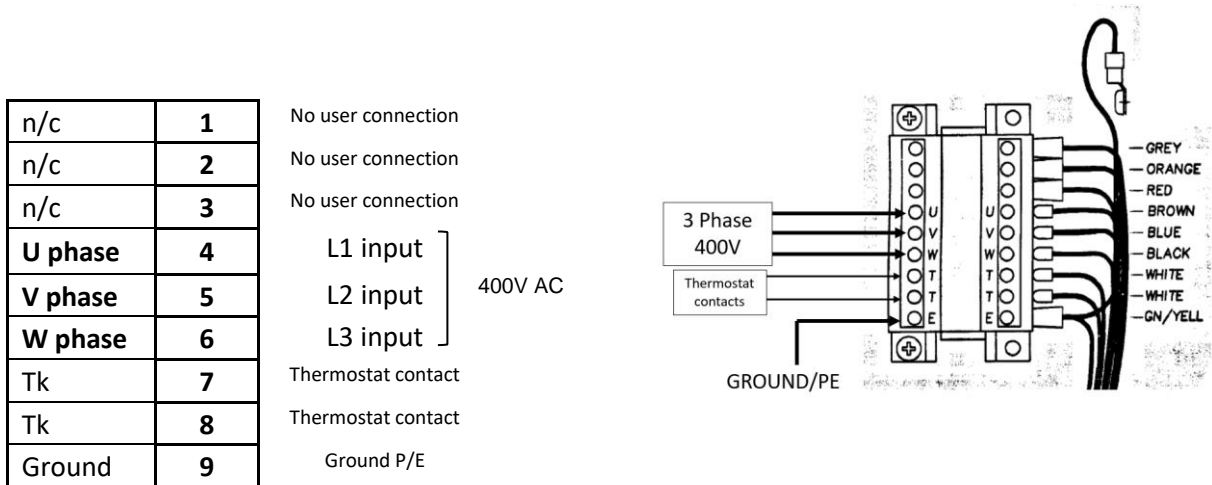 n/c 1 No user connection
n/c 2 No user connection
n/c 3 No user connection
U phase 4 L1 input
V phase 5 L2 input
W phase 6 L3 input
400V AC
Tk 7 Thermostat contact
Tk 8 Thermostat contact
Ground 9 Ground P/E
3 Phase
400V
Thermostat
contacts
GROUND/PE
U U
V V
W W
T T
T T
E E
GREY
ORANGE
RED
BROWN
BLUE
BLACK
WHITE
WHITE
GN/YELL